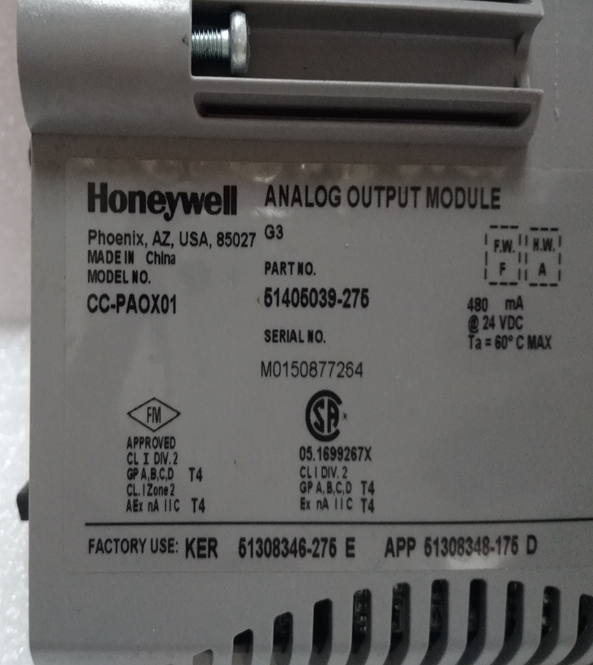 Honeywell
ANALOG OUTPUT MODULE
Phoenix, AZ, USA, 85027
G3
MADE IN China
MODEL NO.
CC-PAOX01
PART NO.
51405039-275
SERIAL NO.
M0150877264
F.W.
F
H.W.
A
480 mA
@ 24 VDC
Ta = 60° C MAX
FM
APPROVED
CL I DIV. 2
GP A,B,C,D T4
CL. I Zone 2
AEx nA IIC T4
SA
05.1699267X
CL I DIV. 2
GP A,B,C,D T4
Ex nA IIC T4
FACTORY USE: KER 51308346-275 E APP 51308348-175 D